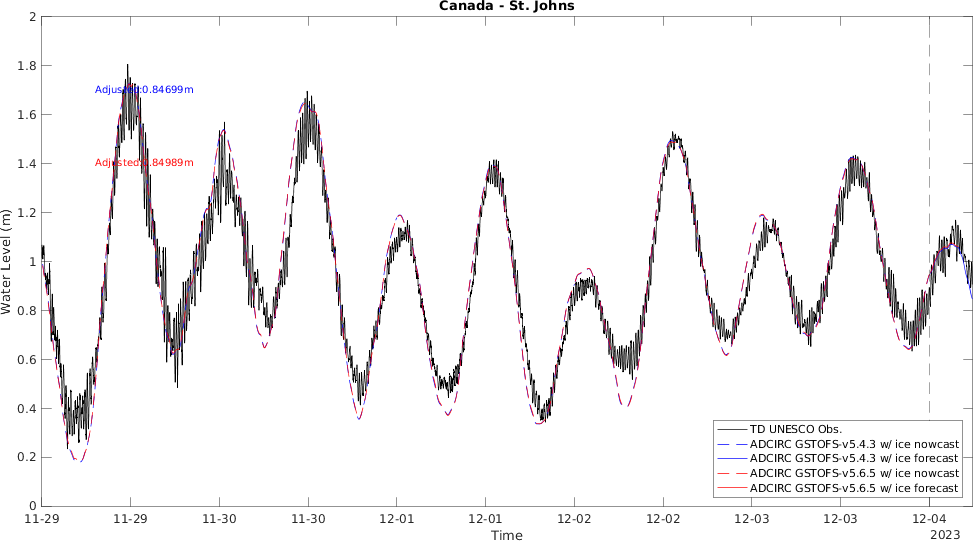 Canada - St. Johns
2
1.8
1.6
1.4
1.2
1
0.8
0.6
0.4
0.2
0
Water Level (m)
Adjusted:0.84699m
Adjusted:0.84989m
TD UNESCO Obs.
ADCIRC GSTOFS-v5.4.3 w/ ice nowcast
ADCIRC GSTOFS-v5.4.3 w/ ice forecast
ADCIRC GSTOFS-v5.6.5 w/ ice nowcast
ADCIRC GSTOFS-v5.6.5 w/ ice forecast
11-29 11-29 11-30 11-30 12-01 12-01 12-02 12-02 12-03 12-03 12-04
Time 2023